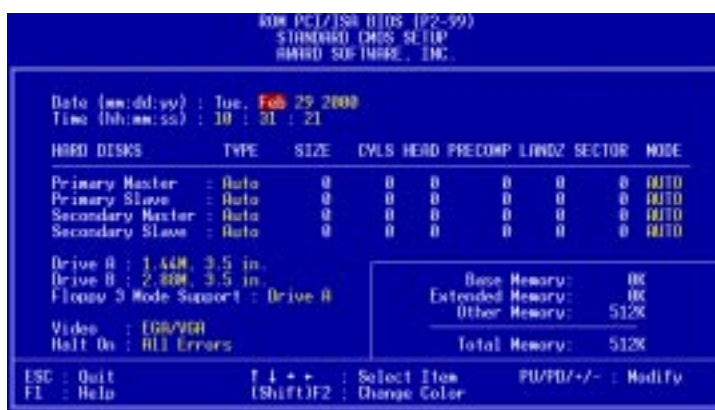 ROM PCI/ISA BIOS (P2-99)
STANDARD CMOS SETUP
AWARD SOFTWARE, INC.
Date (mm:dd:yy) : Tue, Feb 29 2000
Time (hh:mm:ss) : 10 : 31 : 21
HARD DISKS TYPE SIZE CYLS HEAD PRECOMP LANDZ SECTOR MODE
Primary Master : Auto 0 0 0 0 0 0 AUTO
Primary Slave : Auto 0 0 0 0 0 0 AUTO
Secondary Master : Auto 0 0 0 0 0 0 AUTO
Secondary Slave : Auto 0 0 0 0 0 0 AUTO
Drive A : 1.44M, 3.5 in.
Drive B : 2.88M, 3.5 in.
Floppy 3 Mode Support : Drive A
Video : EGA/VGA
Halt On : All Errors
Base Memory: 0K
Extended Memory: 0K
Other Memory: 512K
Total Memory: 512K
ESC : Quit ↑ ↓ → ← : Select Item PU/PD/+/- : Modify
F1 : Help (Shift)F2 : Change Color